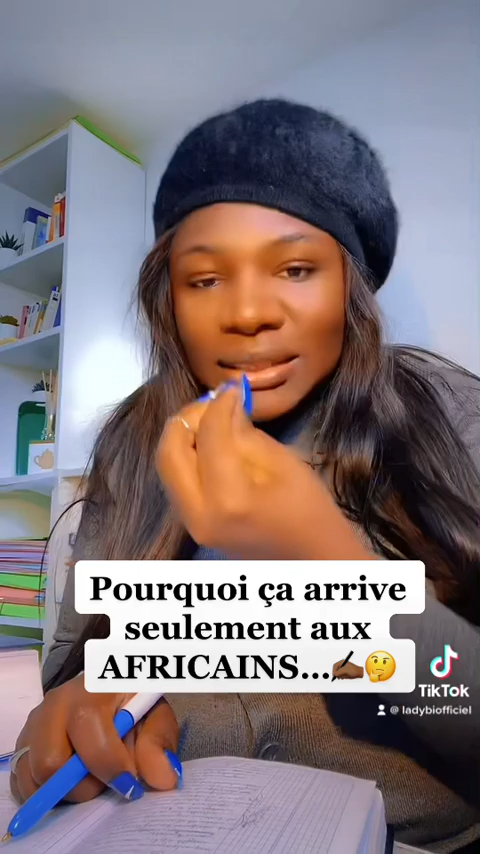 Pourquoi ça arrive
seulement aux
AFRICAINS...✍🏿🤔
TikTok
@ ladybiofficiel